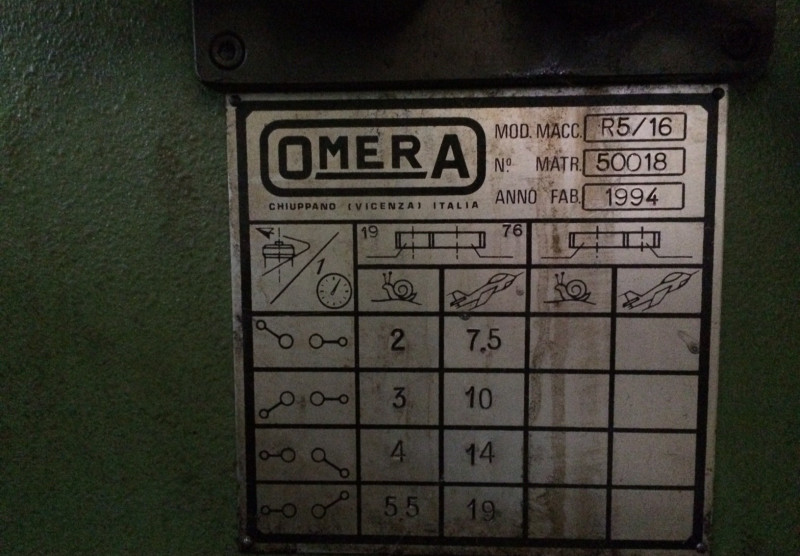 OMERA
CHIUPPANO (VICENZA) ITALIA
MOD. MACC. R5/16
N° MATR. 50018
ANNO FAB. 1994
19 76
1
2 7.5
3 10
4 14
5.5 19